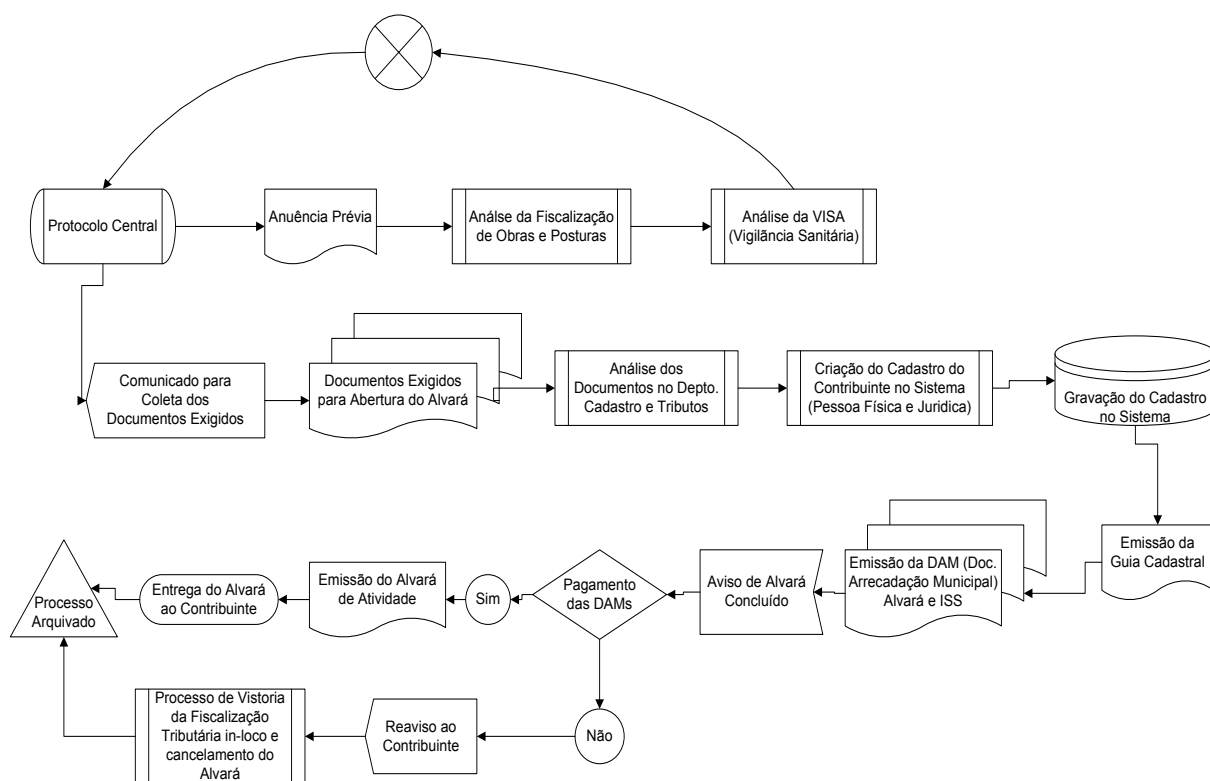 Protocolo Central
Anuência Prévia
Análse da Fiscalização
de Obras e Posturas
Análise da VISA
(Vigilãncia Sanitária)
Comunicado para
Coleta dos
Documentos Exigidos
Documentos Exigidos
para Abertura do Alvará
Análise dos
Documentos no Depto.
Cadastro e Tributos
Criação do Cadastro do
Contribuinte no Sistema
(Pessoa Física e Juridica)
Gravação do Cadastro
no Sistema
Emissão da
Guia Cadastral
Emissão da DAM (Doc.
Arrecadação Municipal)
Alvará e ISS
Aviso de Alvará
Concluído
Pagamento
das DAMs
Sim
Emissão do Alvará
de Atividade
Entrega do Alvará
ao Contribuinte
Processo
Arquivado
Não
Reaviso ao
Contribuinte
Processo de Vistoria
da Fiscalização
Tributária in-loco e
cancelamento do
Alvará